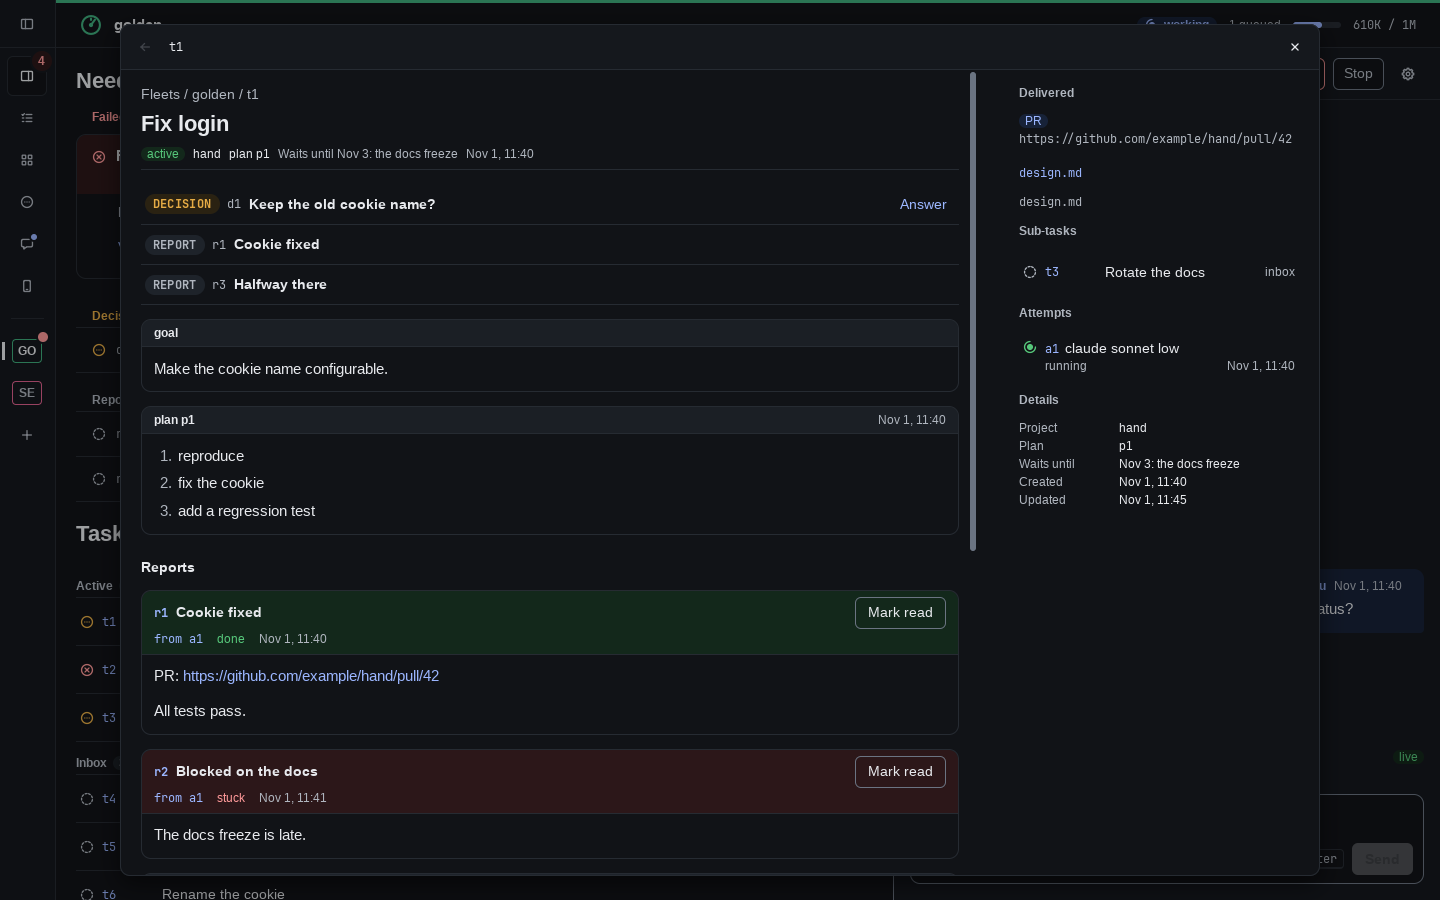 golden
working 1 queued 610K / 1M
4
t1
Stop
Fleets / golden / t1
Fix login
active hand plan p1 Waits until Nov 3: the docs freeze Nov 1, 11:40
DECISION d1 Keep the old cookie name? Answer
REPORT r1 Cookie fixed
REPORT r3 Halfway there
goal
Make the cookie name configurable.
plan p1 Nov 1, 11:40
1. reproduce
2. fix the cookie
3. add a regression test
Reports
r1 Cookie fixed Mark read
from a1 done Nov 1, 11:40
PR: https://github.com/example/hand/pull/42
All tests pass.
r2 Blocked on the docs Mark read
from a1 stuck Nov 1, 11:41
The docs freeze is late.
Delivered
PR
https://github.com/example/hand/pull/42
design.md
design.md
Sub-tasks
t3 Rotate the docs inbox
Attempts
a1 claude sonnet low
running Nov 1, 11:40
Details
Project hand
Plan p1
Waits until Nov 3: the docs freeze
Created Nov 1, 11:40
Updated Nov 1, 11:45
GO
SE
Active
t1
t2
t3
Inbox
t4
t5
t6 Rename the cookie
Nov 1, 11:40
live
Send